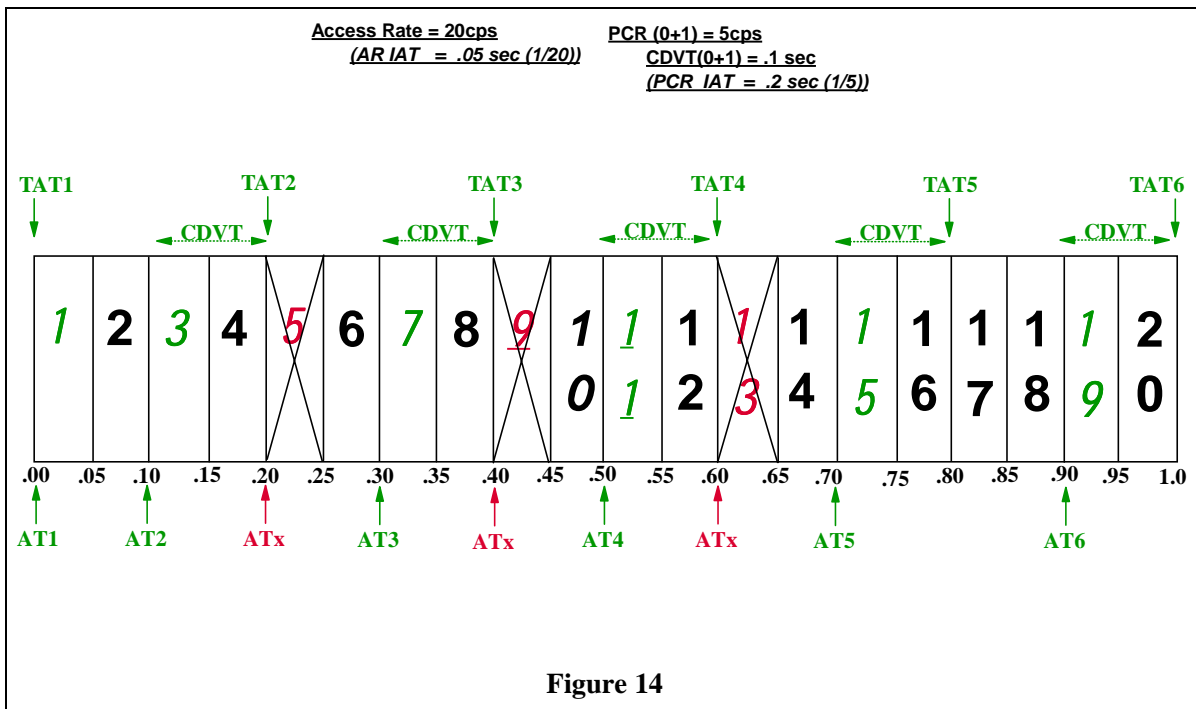 Access Rate = 20cps PCR (0+1) = 5cps
(AR IAT = .05 sec (1/20)) CDVT(0+1) = .1 sec
(PCR IAT = .2 sec (1/5))
TAT1 TAT2 TAT3 TAT4 TAT5 TAT6
CDVT CDVT CDVT CDVT CDVT
1 2 3 4 5 6 7 8 9 1 1 1 1 1 1 1 1 1 1 2
0 1 2 3 4 5 6 7 8 9 0
.00 .05 .10 .15 .20 .25 .30 .35 .40 .45 .50 .55 .60 .65 .70 .75 .80 .85 .90 .95 1.0
AT1 AT2 ATx AT3 ATx AT4 ATx AT5 AT6
Figure 14